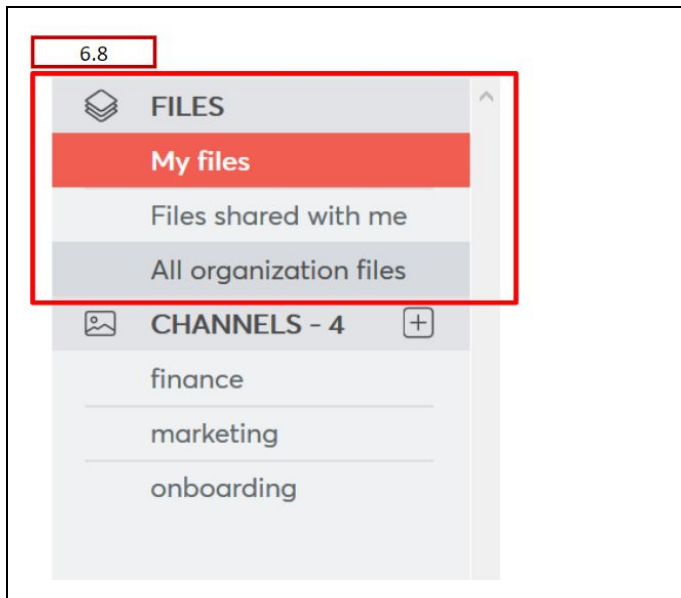 6.8
FILES
My files
Files shared with me
All organization files
CHANNELS - 4
finance
marketing
onboarding